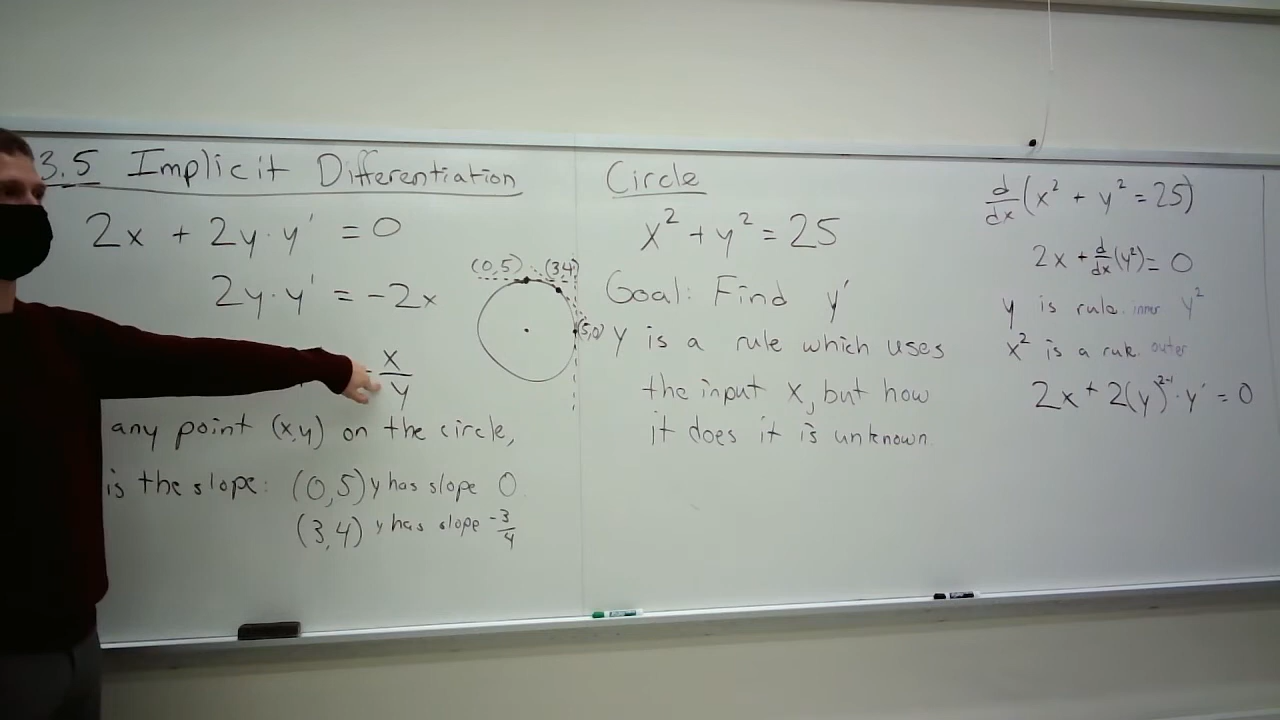 3.5 Implicit Differentiation
2x + 2y·y' = 0
2y·y' = -2x
x/y
any point (x,y) on the circle,
is the slope: (0,5) y has slope 0
(3,4) y has slope -3/4
(0,5) (3,4)
(5,0)
Circle
x² + y² = 25
Goal: Find y'
y is a rule which uses
the input x, but how
it does it is unknown.
d/dx (x² + y² = 25)
2x + d/dx (y²) = 0
y is rule. inner y²
x² is a rule. outer
2x + 2(y)²⁻¹·y' = 0